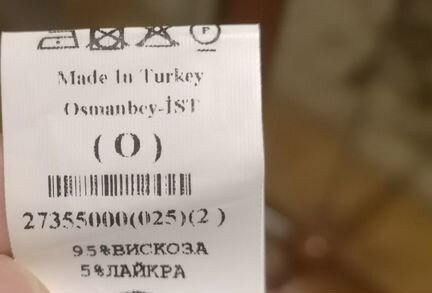 P
Made In Turkey
Osmanbey-İST
( O )
27355000(025)(2 )
95%ВИСКОЗА
5%ЛАЙКРА